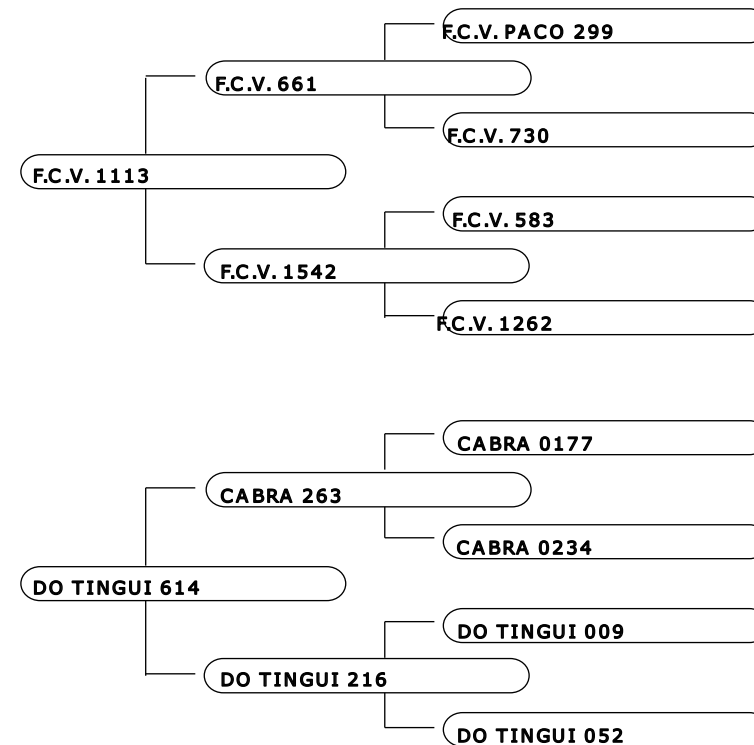 F.C.V. PACO 299
F.C.V. 661
F.C.V. 730
F.C.V. 1113
F.C.V. 583
F.C.V. 1542
F.C.V. 1262
CABRA 0177
CABRA 263
CABRA 0234
DO TINGUI 614
DO TINGUI 009
DO TINGUI 216
DO TINGUI 052